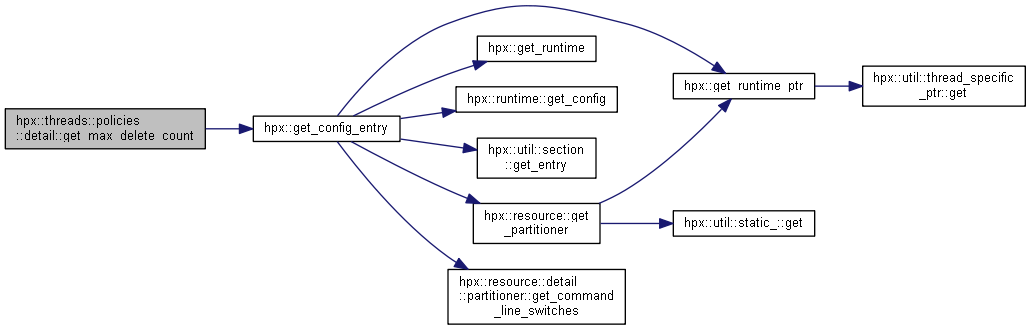 hpx::threads::policies
::detail::get_max_delete_count
hpx::get_config_entry
hpx::get_runtime
hpx::runtime::get_config
hpx::util::section
::get_entry
hpx::resource::get
_partitioner
hpx::resource::detail
::partitioner::get_command
_line_switches
hpx::get_runtime_ptr
hpx::util::static_::get
hpx::util::thread_specific
_ptr::get